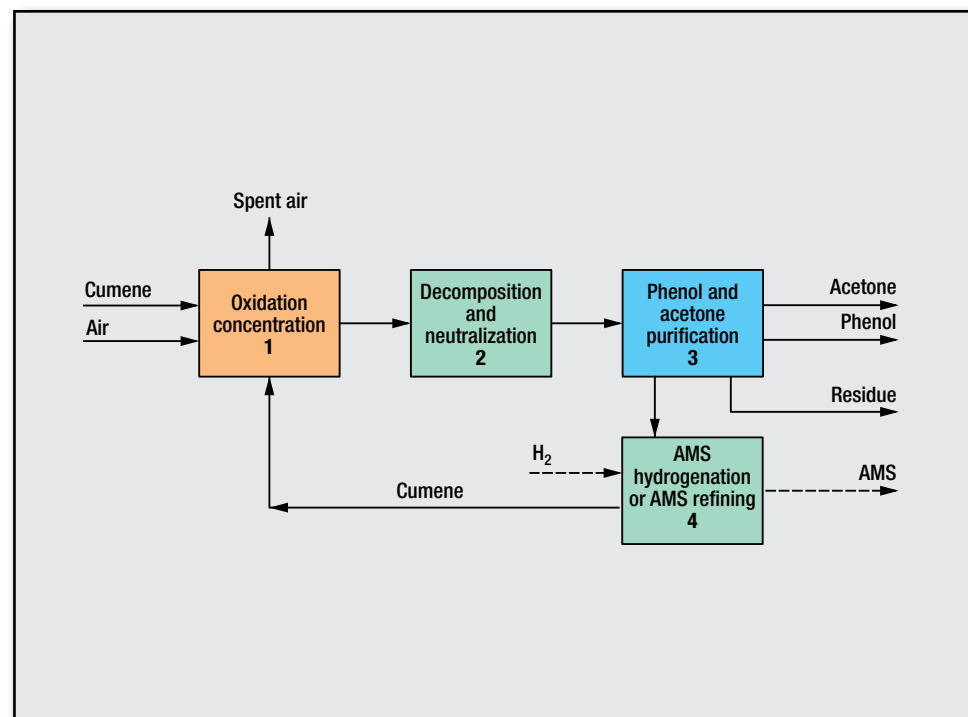 Spent air
Cumene
Air
Oxidation
concentration
1
Decomposition
and
neutralization
2
Phenol and
acetone
purification
3
Acetone
Phenol
Residue
H₂
Cumene
AMS
hydrogenation
or AMS refining
4
AMS